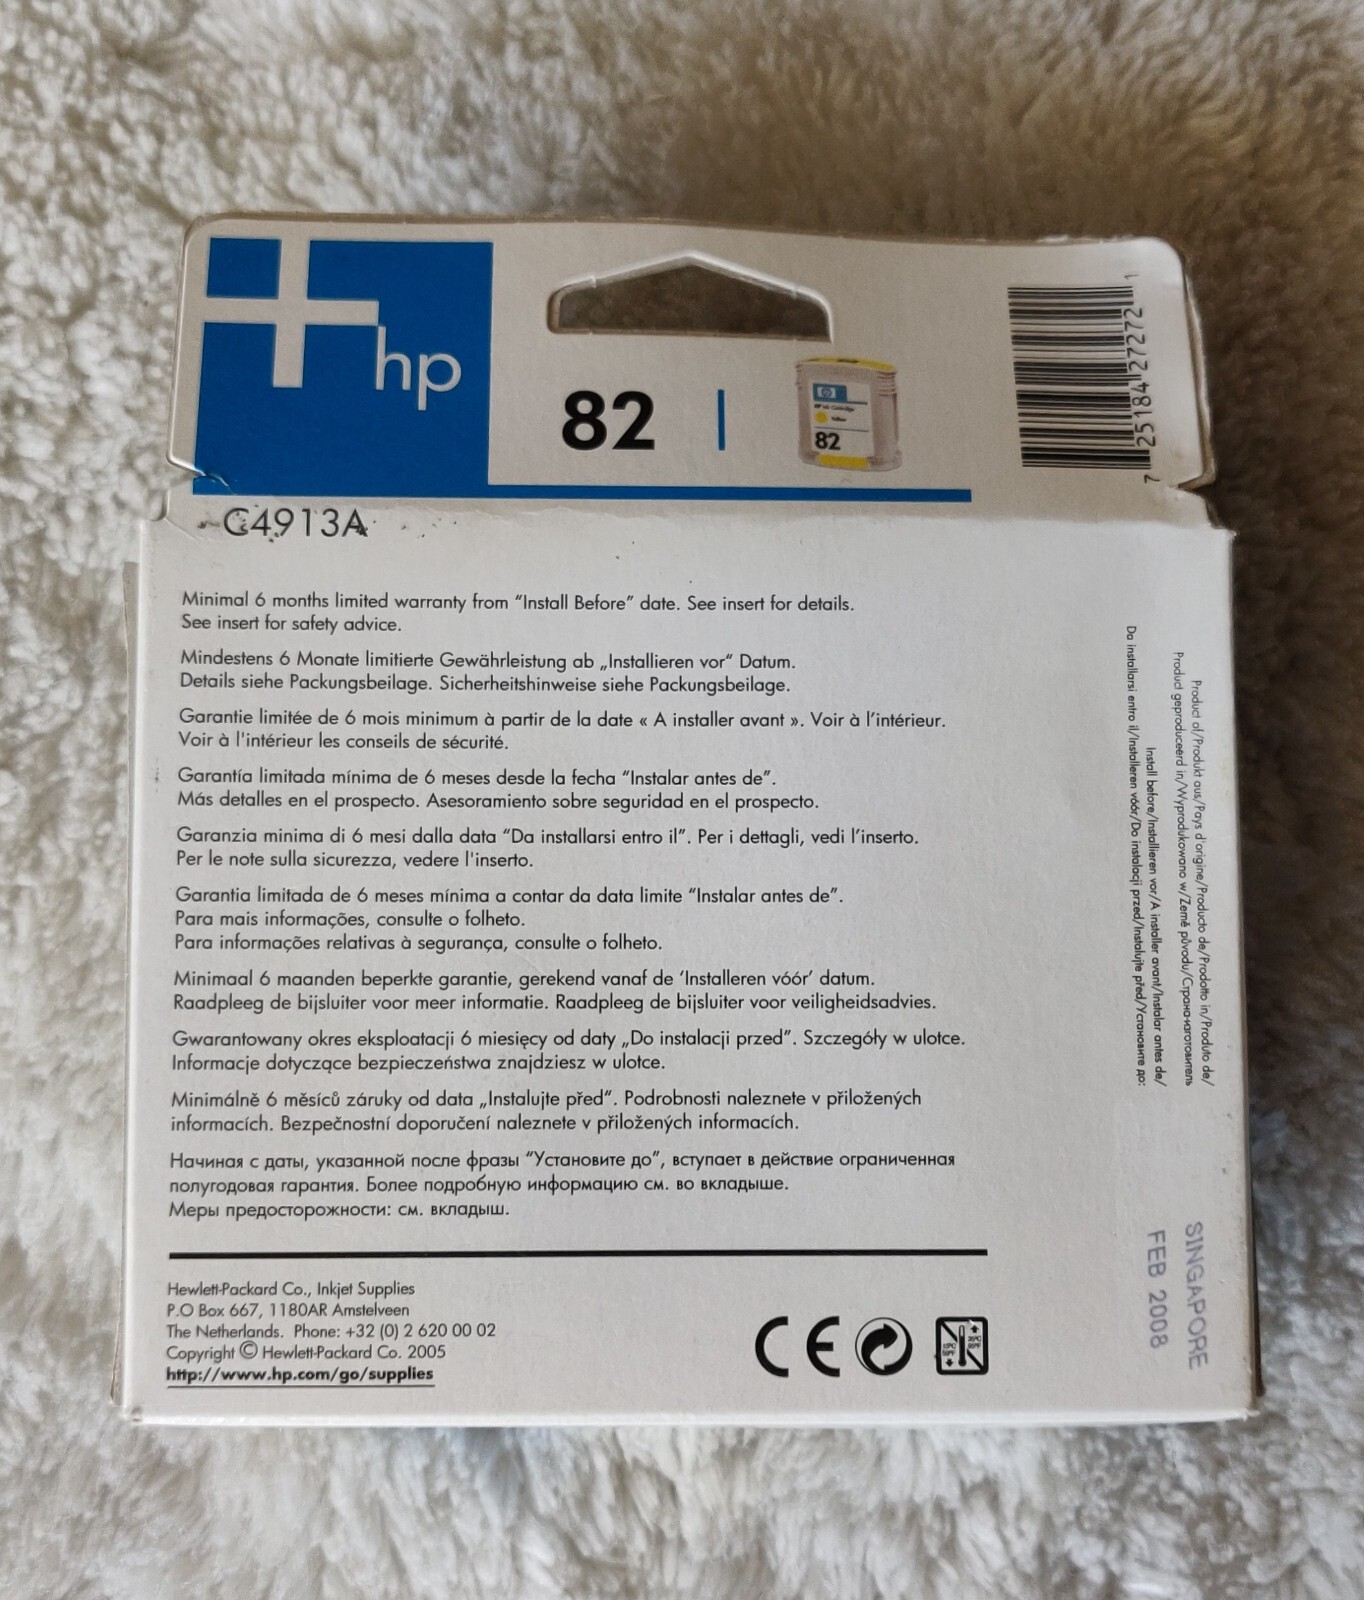 hp
82
hp
HP Ink Cartridge
Yellow
82
7 25184 27272 1
C4913A
Minimal 6 months limited warranty from “Install Before” date. See insert for details.
See insert for safety advice.
Mindestens 6 Monate limitierte Gewährleistung ab „Installieren vor“ Datum.
Details siehe Packungsbeilage. Sicherheitshinweise siehe Packungsbeilage.
Garantie limitée de 6 mois minimum à partir de la date « A installer avant ». Voir à l’intérieur.
Voir à l'intérieur les conseils de sécurité.
Garantía limitada mínima de 6 meses desde la fecha “Instalar antes de”.
Más detalles en el prospecto. Asesoramiento sobre seguridad en el prospecto.
Garanzia minima di 6 mesi dalla data “Da installarsi entro il”. Per i dettagli, vedi l’inserto.
Per le note sulla sicurezza, vedere l'inserto.
Garantia limitada de 6 meses mínima a contar da data limite “Instalar antes de”.
Para mais informações, consulte o folheto.
Para informações relativas à segurança, consulte o folheto.
Minimaal 6 maanden beperkte garantie, gerekend vanaf de ‘Installeren vóór’ datum.
Raadpleeg de bijsluiter voor meer informatie. Raadpleeg de bijsluiter voor veiligheidsadvies.
Gwarantowany okres eksploatacji 6 miesięcy od daty „Do instalacji przed”. Szczegóły w ulotce.
Informacje dotyczące bezpieczeństwa znajdziesz w ulotce.
Minimálně 6 měsíců záruky od data „Instalujte před“. Podrobnosti naleznete v přiložených
informacích. Bezpečnostní doporučení naleznete v přiložených informacích.
Начиная с даты, указанной после фразы “Установите до”, вступает в действие ограниченная
полугодовая гарантия. Более подробную информацию см. во вкладыше.
Меры предосторожности: см. вкладыш.
Hewlett-Packard Co., Inkjet Supplies
P.O Box 667, 1180AR Amstelveen
The Netherlands. Phone: +32 (0) 2 620 00 02
Copyright © Hewlett-Packard Co. 2005
http://www.hp.com/go/supplies
CE
15ºC
59ºF
35ºC
95ºF
Product of/Produkt aus/Pays d'origine/Producto de/Prodotto in/Produto de/
Product geproduceerd in/Wyprodukowano w/Země původu/Страна-изготовитель
SINGAPORE
Install before/Installieren vor/A installer avant/Instalar antes de/
Da installarsi entro il/Installeren vóór/Do instalacji przed/Instalujte před/Установите до:
FEB 2008